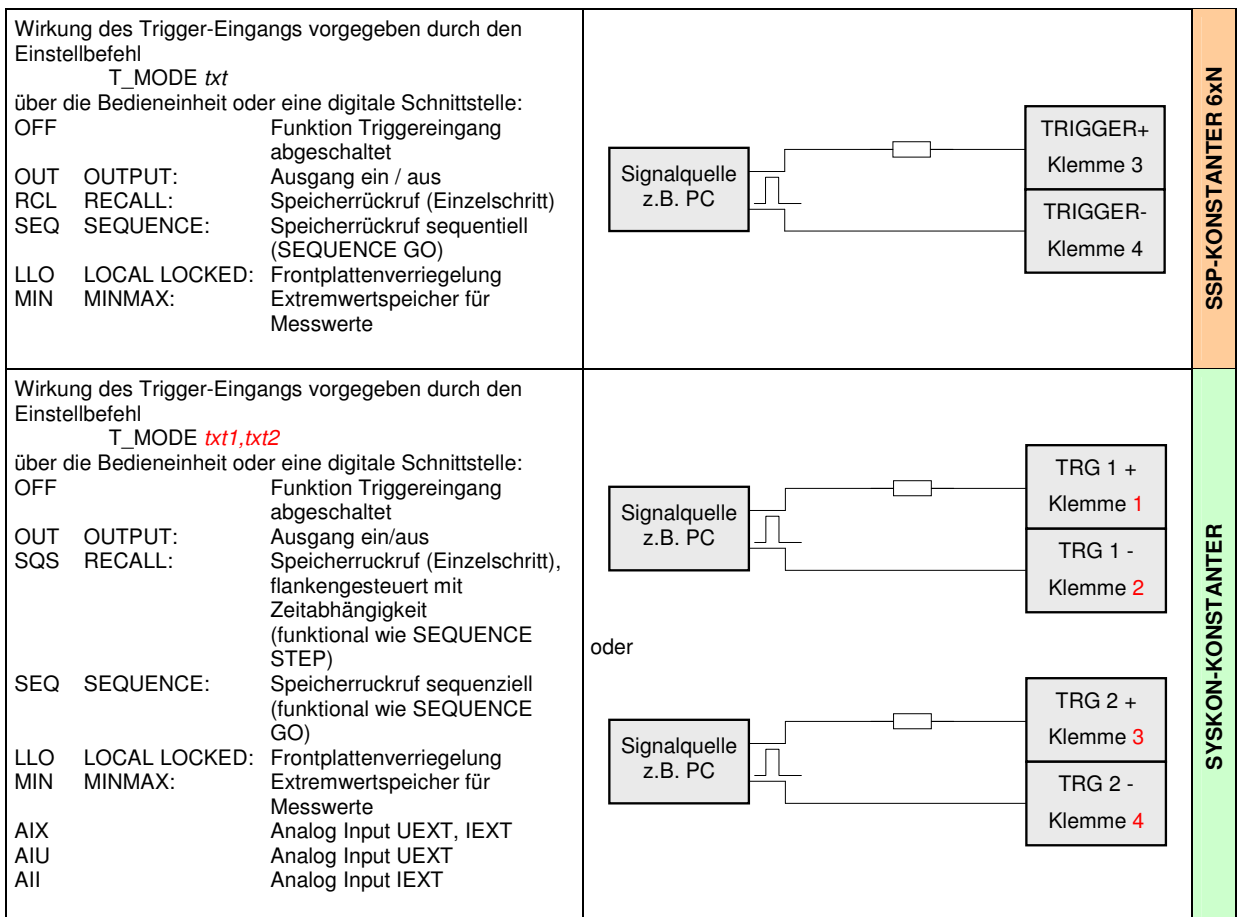 Wirkung des Trigger-Eingangs vorgegeben durch den
Einstellbefehl
T_MODE txt
über die Bedieneinheit oder eine digitale Schnittstelle:
OFF Funktion Triggereingang
abgeschaltet
OUT OUTPUT: Ausgang ein / aus
RCL RECALL: Speicherrückruf (Einzelschritt)
SEQ SEQUENCE: Speicherrückruf sequentiell
(SEQUENCE GO)
LLO LOCAL LOCKED: Frontplattenverriegelung
MIN MINMAX: Extremwertspeicher für
Messwerte
Signalquelle
z.B. PC
TRIGGER+
Klemme 3
TRIGGER-
Klemme 4
SSP-KONSTANTER 6xN
Wirkung des Trigger-Eingangs vorgegeben durch den
Einstellbefehl
T_MODE txt1,txt2
über die Bedieneinheit oder eine digitale Schnittstelle:
OFF Funktion Triggereingang
abgeschaltet
OUT OUTPUT: Ausgang ein/aus
SQS RECALL: Speicherruckruf (Einzelschritt),
flankengesteuert mit
Zeitabhängigkeit
(funktional wie SEQUENCE
STEP)
SEQ SEQUENCE: Speicherruckruf sequenziell
(funktional wie SEQUENCE
GO)
LLO LOCAL LOCKED: Frontplattenverriegelung
MIN MINMAX: Extremwertspeicher für
Messwerte
AIX Analog Input UEXT, IEXT
AIU Analog Input UEXT
AII Analog Input IEXT
Signalquelle
z.B. PC
TRG 1 +
Klemme 1
TRG 1 -
Klemme 2
oder
Signalquelle
z.B. PC
TRG 2 +
Klemme 3
TRG 2 -
Klemme 4
SYSKON-KONSTANTER